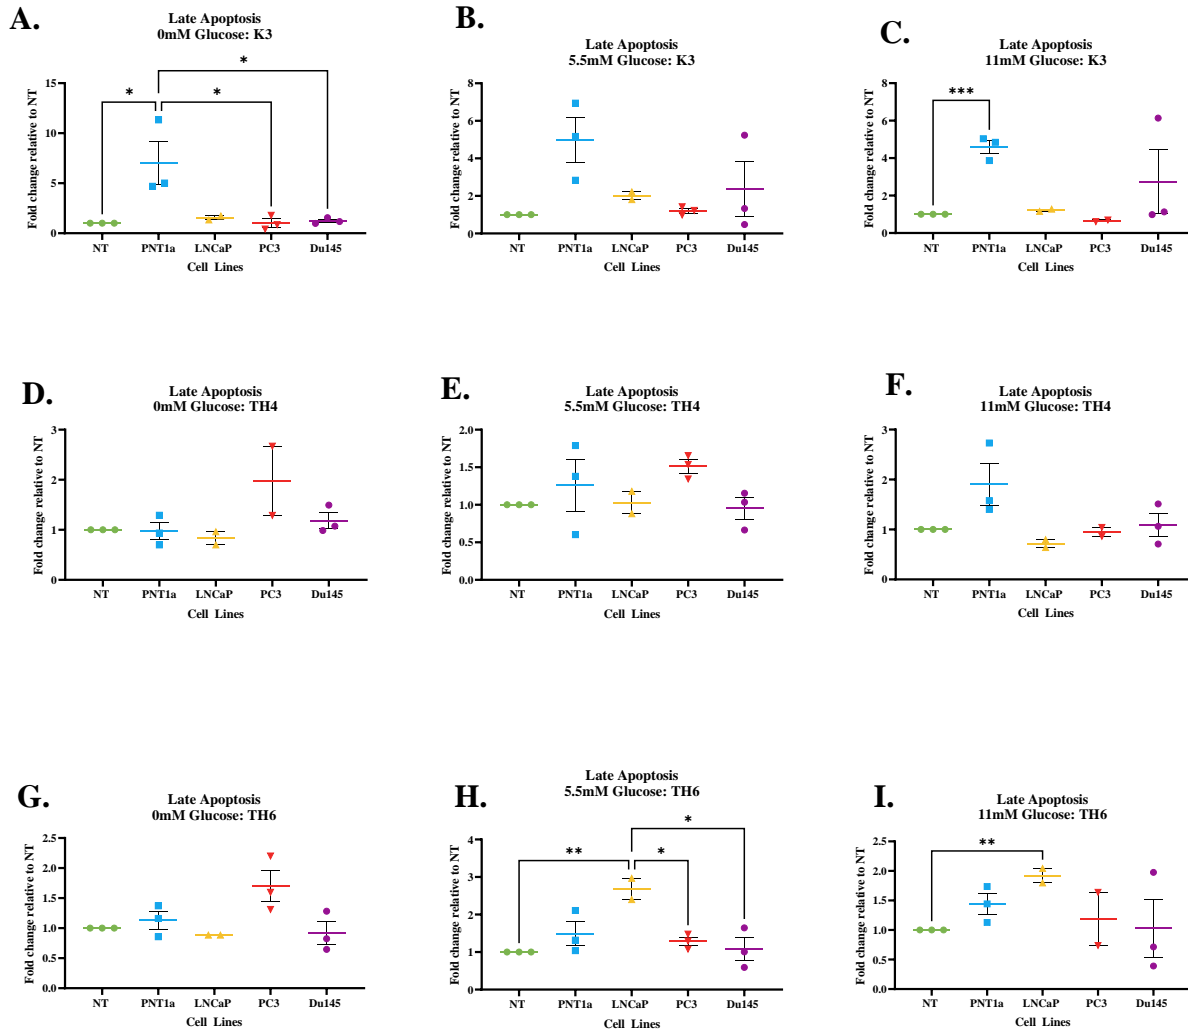 A.
Late Apoptosis
0mM Glucose: K3
*
*
*
15
10
5
0
Fold change relative to NT
NT PNT1a LNCaP PC3 Du145
Cell Lines
B.
Late Apoptosis
5.5mM Glucose: K3
8
6
4
2
0
Fold change relative to NT
NT PNT1a LNCaP PC3 Du145
Cell Lines
C.
Late Apoptosis
11mM Glucose: K3
***
8
6
4
2
0
Fold change relative to NT
NT PNT1a LNCaP PC3 Du145
Cell Lines
D.
Late Apoptosis
0mM Glucose: TH4
3
2
1
0
Fold change relative to NT
NT PNT1a LNCaP PC3 Du145
Cell Lines
E.
Late Apoptosis
5.5mM Glucose: TH4
2.0
1.5
1.0
0.5
0.0
Fold change relative to NT
NT PNT1a LNCaP PC3 Du145
Cell Lines
F.
Late Apoptosis
11mM Glucose: TH4
3
2
1
0
Fold change relative to NT
NT PNT1a LNCaP PC3 Du145
Cell Lines
G.
Late Apoptosis
0mM Glucose: TH6
2.5
2.0
1.5
1.0
0.5
0.0
Fold change relative to NT
NT PNT1a LNCaP PC3 Du145
Cell Lines
H.
Late Apoptosis
5.5mM Glucose: TH6
*
** *
4
3
2
1
0
Fold change relative to NT
NT PNT1a LNCaP PC3 Du145
Cell Lines
I.
Late Apoptosis
11mM Glucose: TH6
**
2.5
2.0
1.5
1.0
0.5
0.0
Fold change relative to NT
NT PNT1a LNCaP PC3 Du145
Cell Lines